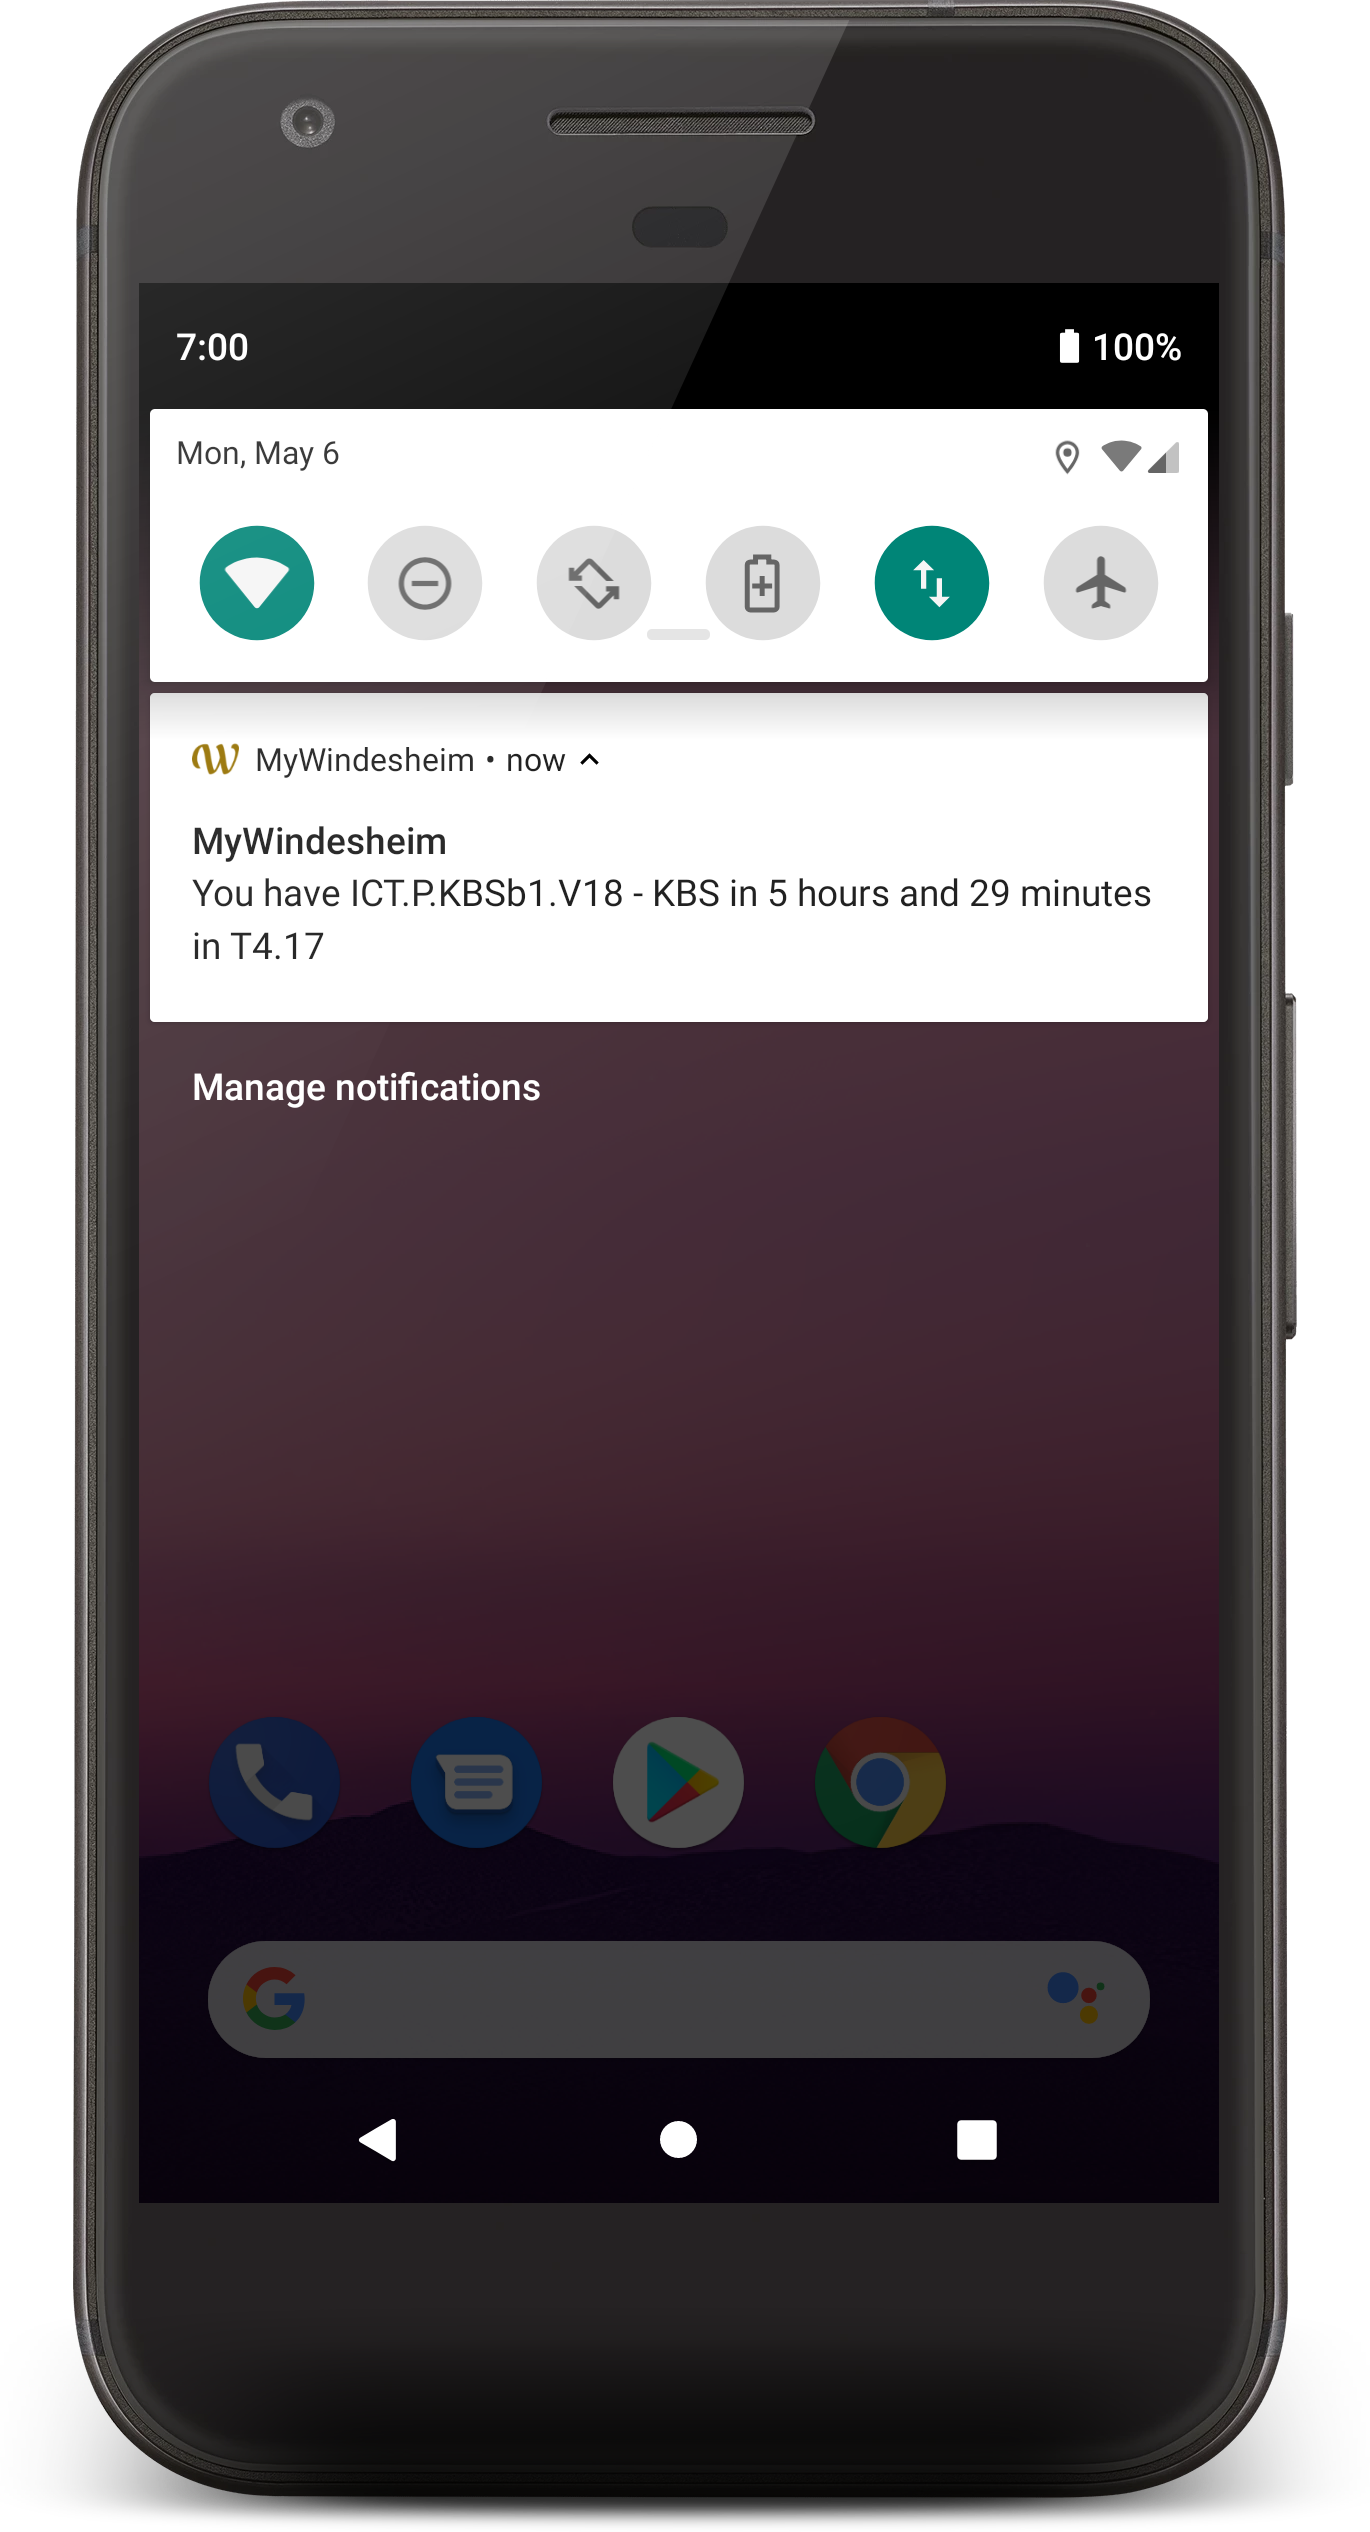 7:00
100%
Mon, May 6
MyWindesheim • now
MyWindesheim
You have ICT.P.KBSb1.V18 - KBS in 5 hours and 29 minutes
in T4.17
Manage notifications